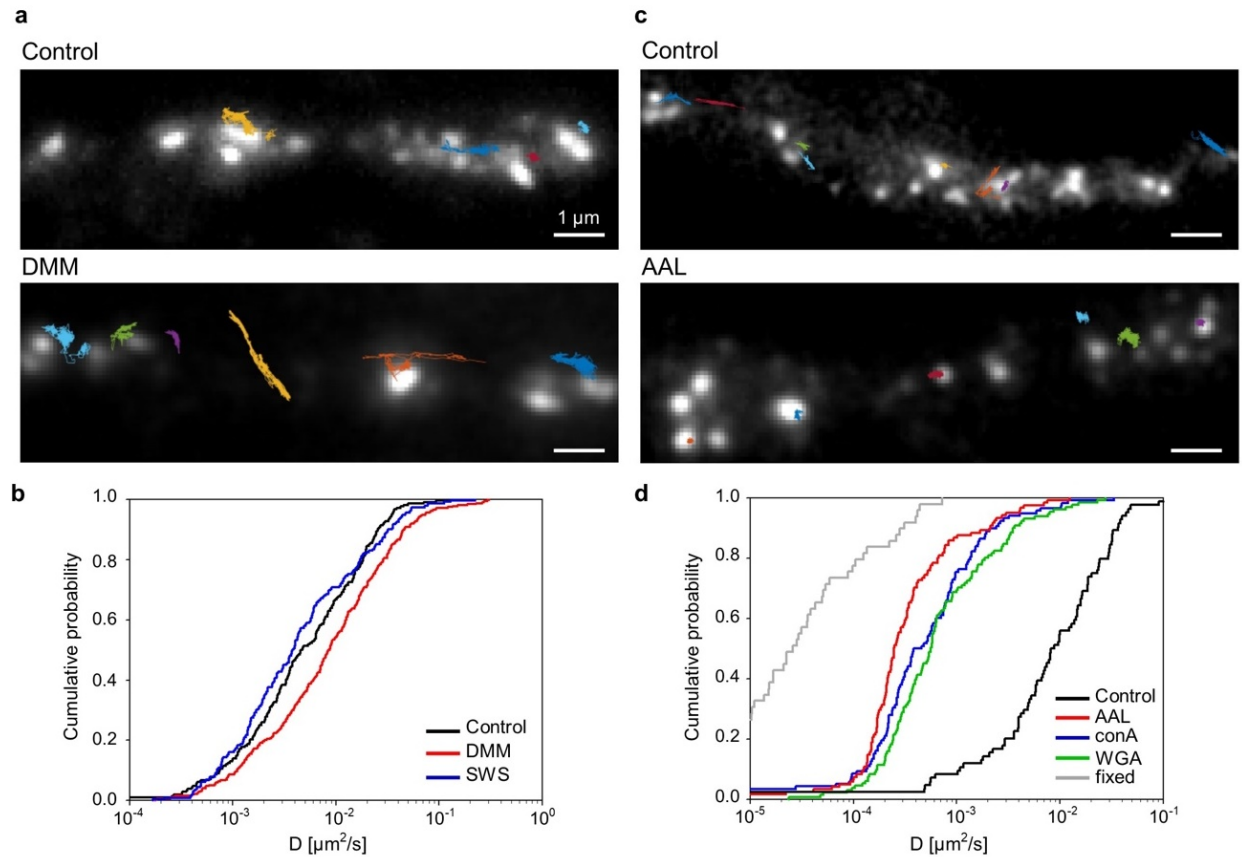 a
Control
1 µm
DMM
b
Cumulative probability
1.0
0.8
0.6
0.4
0.2
0.0
10⁻⁴
10⁻³
10⁻²
10⁻¹
10⁰
D [µm²/s]
Control
DMM
SWS
c
Control
AAL
d
Cumulative probability
1.0
0.8
0.6
0.4
0.2
0.0
10⁻⁵
10⁻⁴
10⁻³
10⁻²
10⁻¹
D [µm²/s]
Control
AAL
conA
WGA
fixed